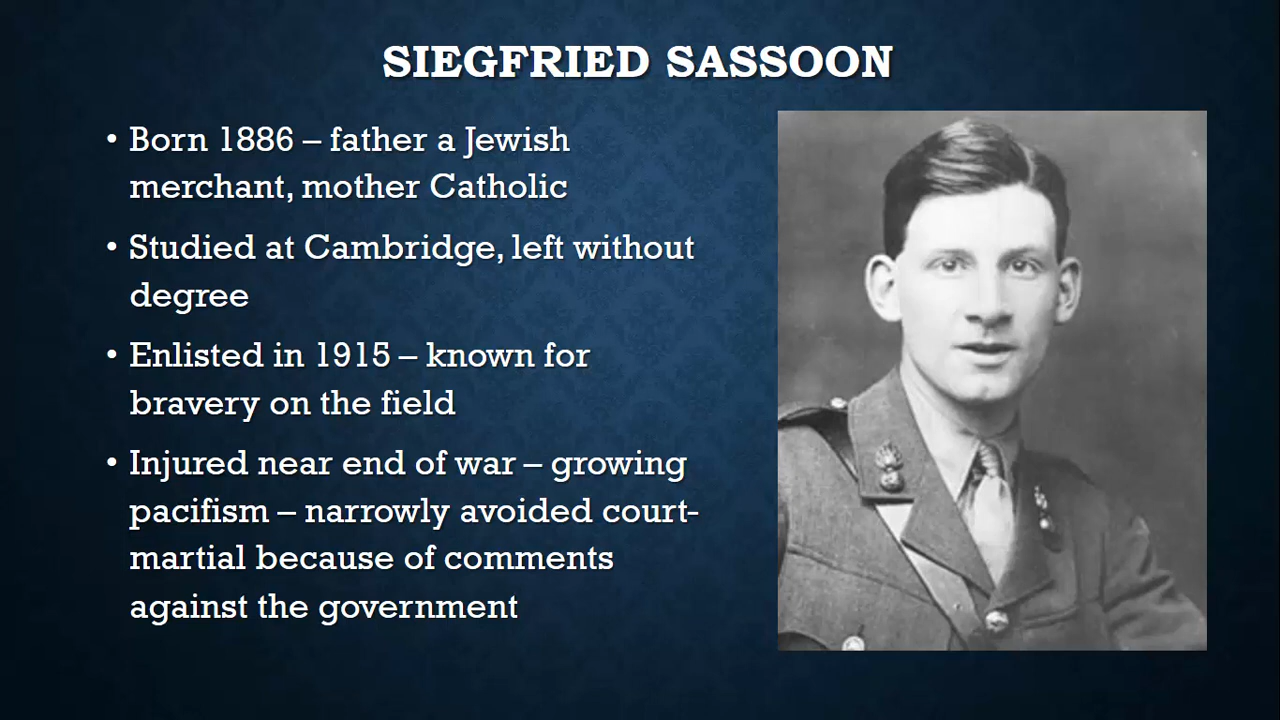 SIEGFRIED SASSOON
• Born 1886 – father a Jewish
merchant, mother Catholic
• Studied at Cambridge, left without
degree
• Enlisted in 1915 – known for
bravery on the field
• Injured near end of war – growing
pacifism – narrowly avoided court-
martial because of comments
against the government